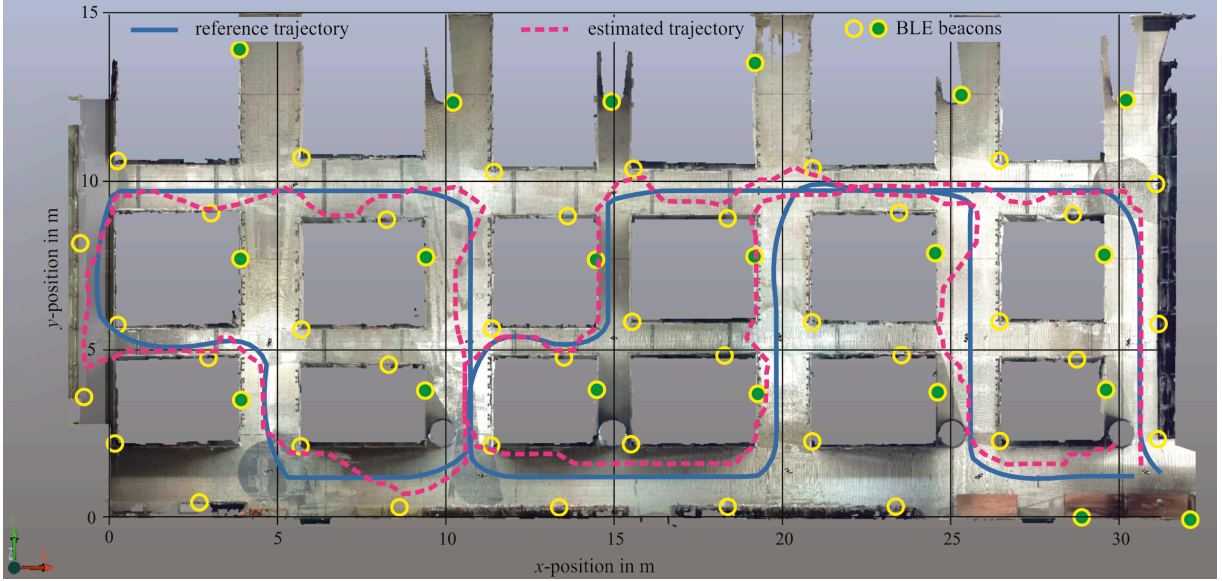 15
reference trajectory
estimated trajectory
BLE beacons
10
y-position in m
5
0
0
5
10
15
20
25
30
x-position in m